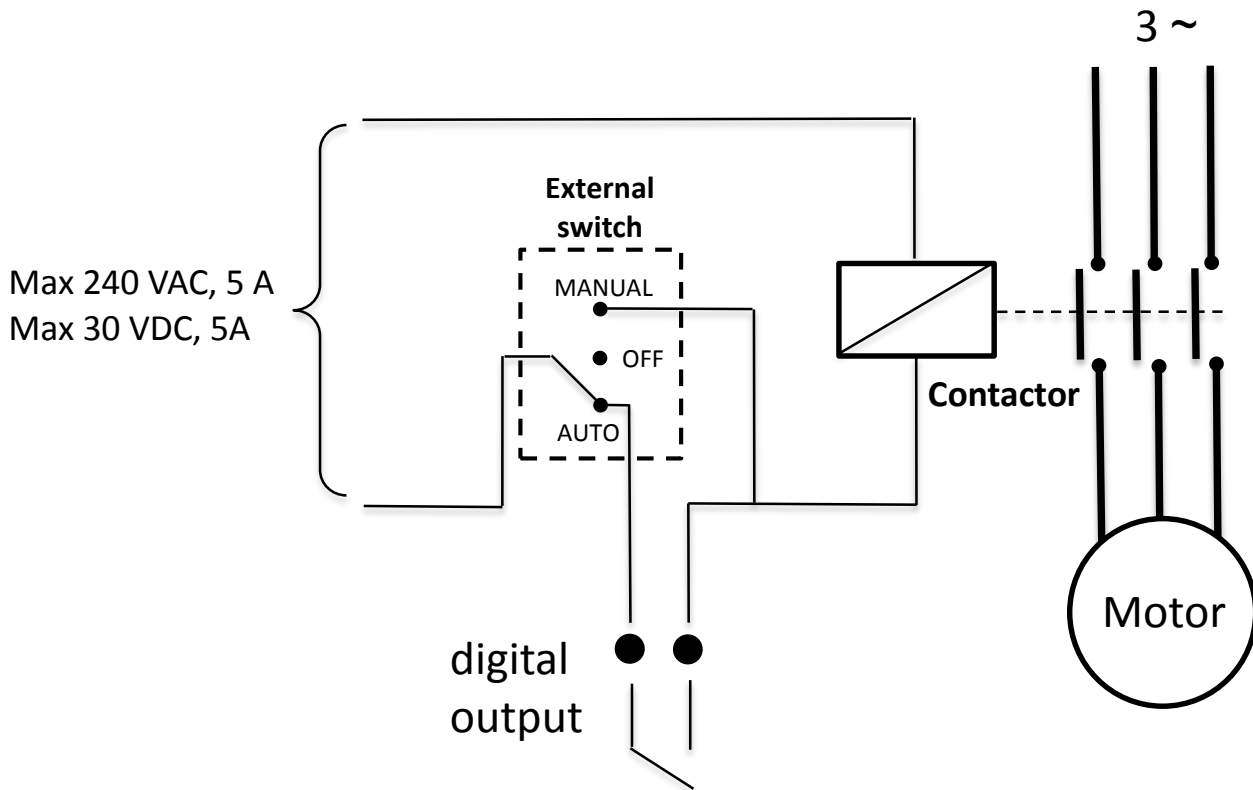 3 ~
External
switch
Max 240 VAC, 5 A
Max 30 VDC, 5A
MANUAL
OFF
AUTO
Contactor
Motor
digital
output